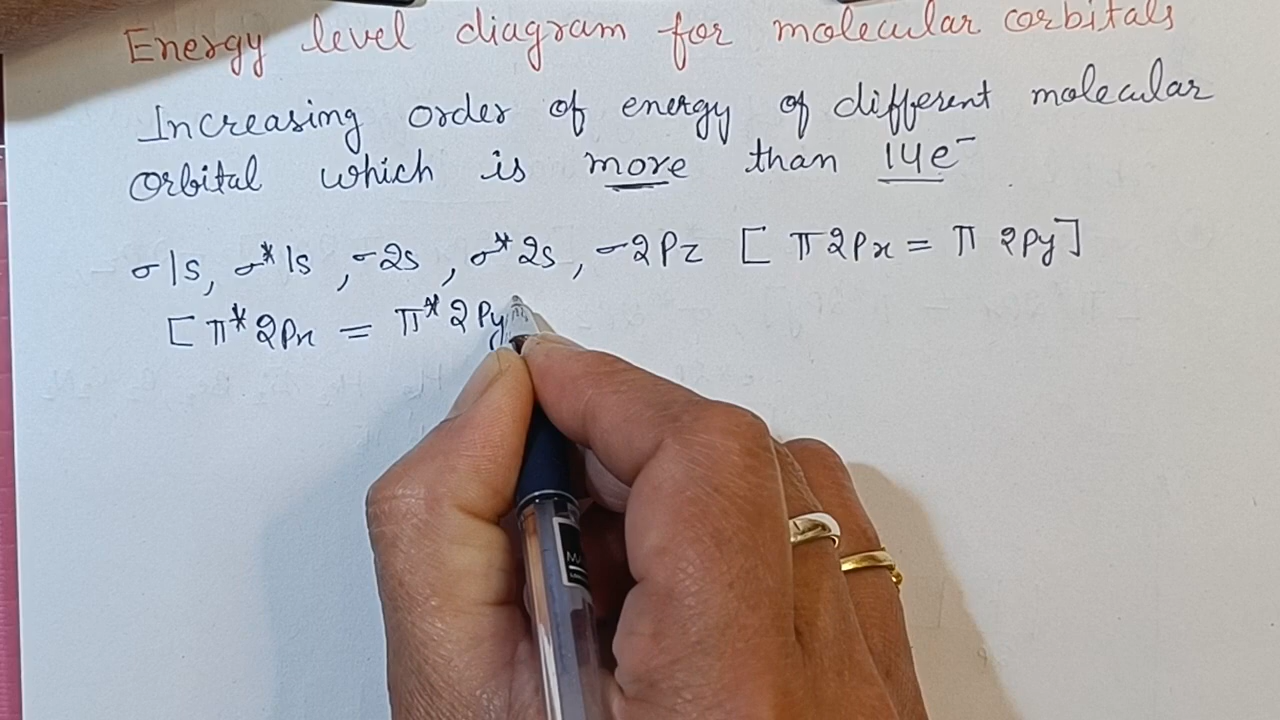 Energy level diagram for molecular orbitals
Increasing order of energy of different molecular
orbital which is more than 14e⁻
σ1s, σ*1s, σ2s, σ*2s, σ2Pz [π2Px = π 2Py]
[π*2Px = π*2Py